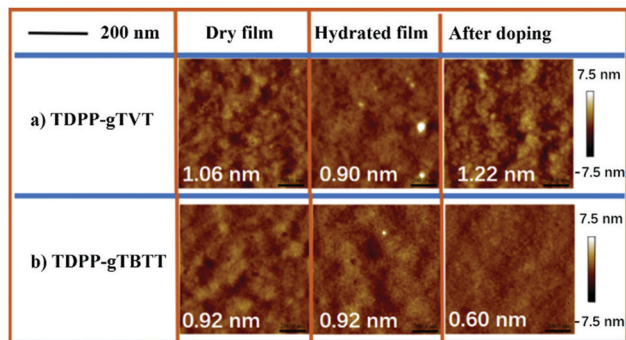 200 nm
Dry film
Hydrated film
After doping
a) TDPP-gTVT
1.06 nm
0.90 nm
1.22 nm
7.5 nm
-7.5 nm
b) TDPP-gTBTT
0.92 nm
0.92 nm
0.60 nm
7.5 nm
-7.5 nm